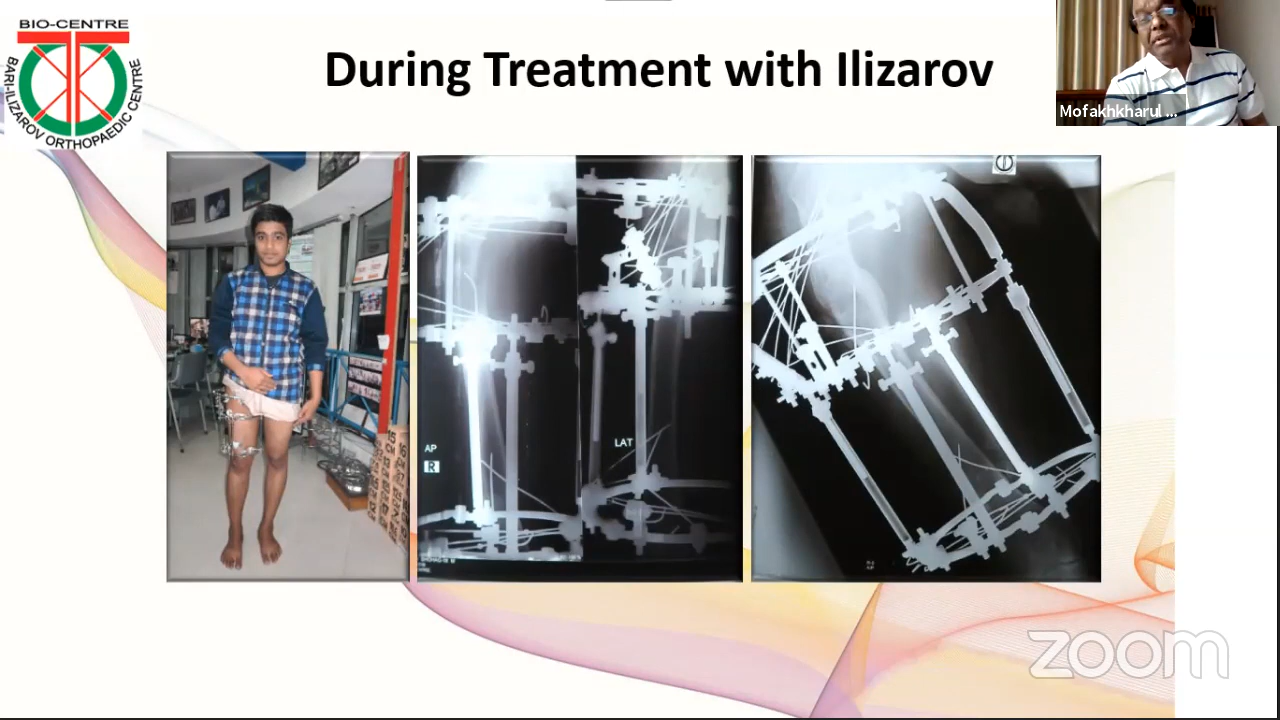 BIO-CENTRE
BARI-ILIZAROV ORTHOPAEDIC CENTRE
During Treatment with Ilizarov
Mofakhkharul ...
AP
R
LAT
zoom